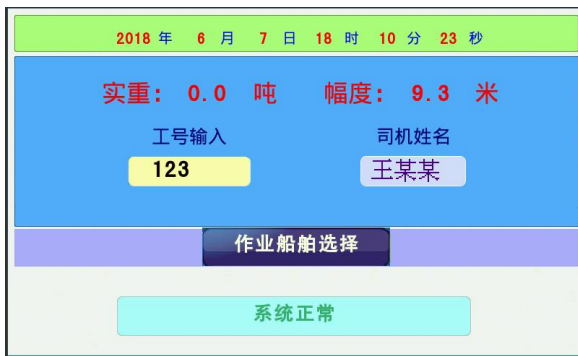 2018 年 6 月 7 日 18 时 10 分 23 秒
实重: 0.0 吨 幅度: 9.3 米
工号输入 司机姓名
123 王某某
作业船舶选择
系统正常